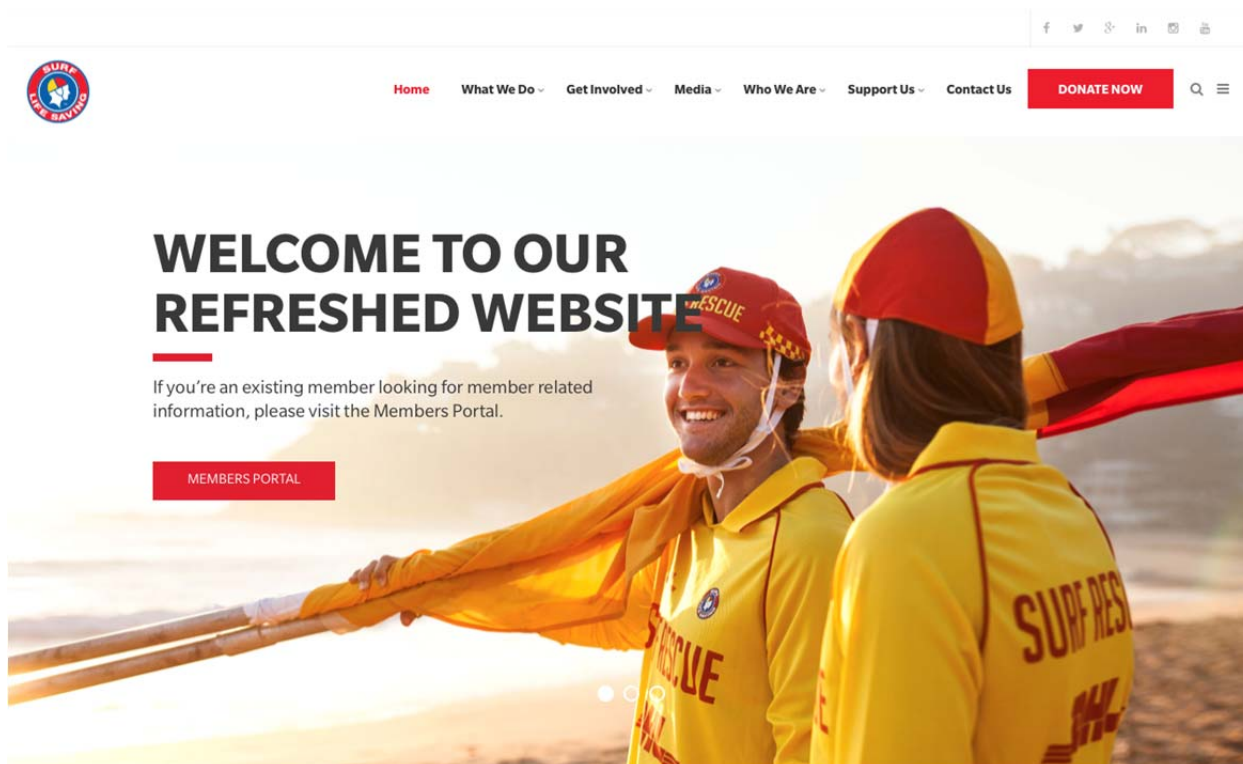 SURF
LIFE SAVING
Home What We Do Get Involved Media Who We Are Support Us Contact Us DONATE NOW
WELCOME TO OUR
REFRESHED WEBSITE
RESCUE
If you’re an existing member looking for member related
information, please visit the Members Portal.
MEMBERS PORTAL
SURF RES
RESCUE
DHL
DHL